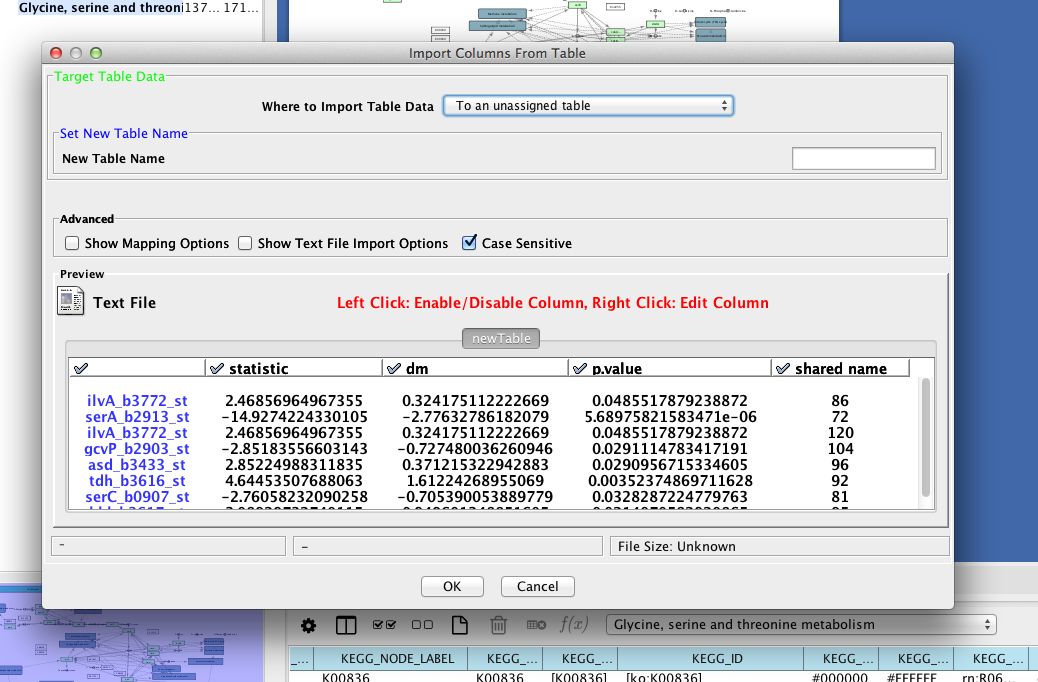 Glycine, serine and threoni137... 171...
Import Columns From Table
Target Table Data
Where to Import Table Data To an unassigned table
Set New Table Name
New Table Name
Advanced
Show Mapping Options Show Text File Import Options Case Sensitive
Preview
Text File Left Click: Enable/Disable Column, Right Click: Edit Column
newTable
statistic dm p.value shared name
ilvA_b3772_st 2.46856964967355 0.324175112222669 0.0485517879238872 86
serA_b2913_st -14.9274224330105 -2.77632786182079 5.68975821583471e-06 72
ilvA_b3772_st 2.46856964967355 0.324175112222669 0.0485517879238872 120
gcvP_b2903_st -2.85183556603143 -0.727480036260946 0.0291114783417191 104
asd_b3433_st 2.85224988311835 0.371215322942883 0.0290956715334605 96
tdh_b3616_st 4.64453507688063 1.61224268955069 0.00352374869711628 92
serC_b0907_st -2.76058232090258 -0.705390053889779 0.0328287224779763 81
- - File Size: Unknown
OK Cancel
f(x) Glycine, serine and threonine metabolism
... KEGG_NODE_LABEL KEGG_... KEGG_... KEGG_ID KEGG_... KEGG_... KEGG_...
K00836 K00836 [K00836] [ko:K00836] #000000 #FFFFFF rn:R06...